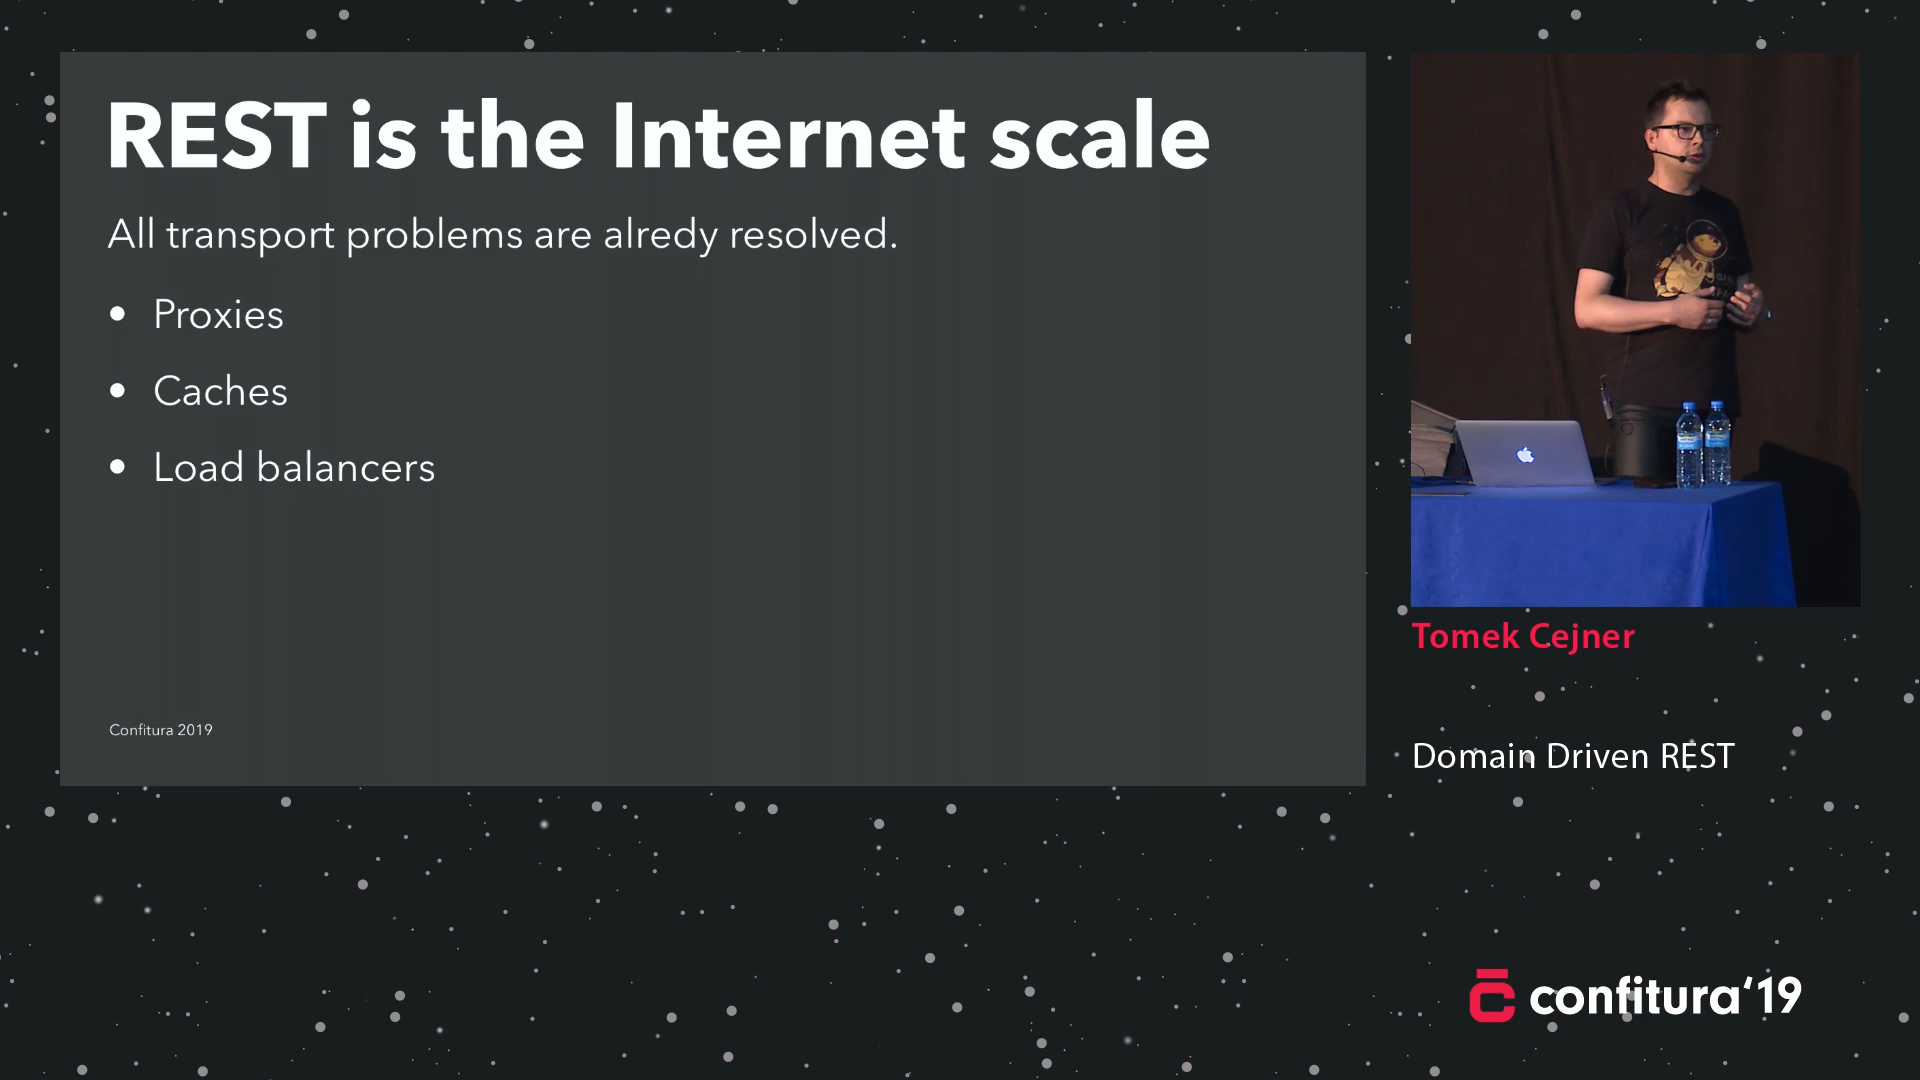 REST is the Internet scale
All transport problems are alredy resolved.
• Proxies
• Caches
• Load balancers
Confitura 2019
Tomek Cejner
Domain Driven REST
confitura‘19